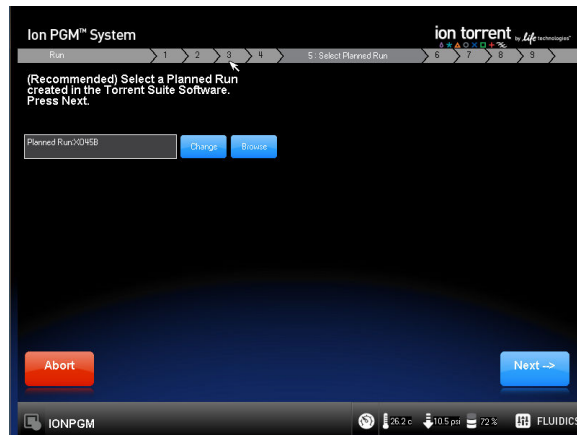 Ion PGM™ System
ion torrent
by Life technologies™
Run 1 2 3 4 5 : Select Planned Run 6 7 8 9
(Recommended) Select a Planned Run
created in the Torrent Suite Software.
Press Next.
Planned Run:X045B
Change
Browse
Abort
Next -->
IONPGM
26.2 c
10.5 psi
72 %
FLUIDICS